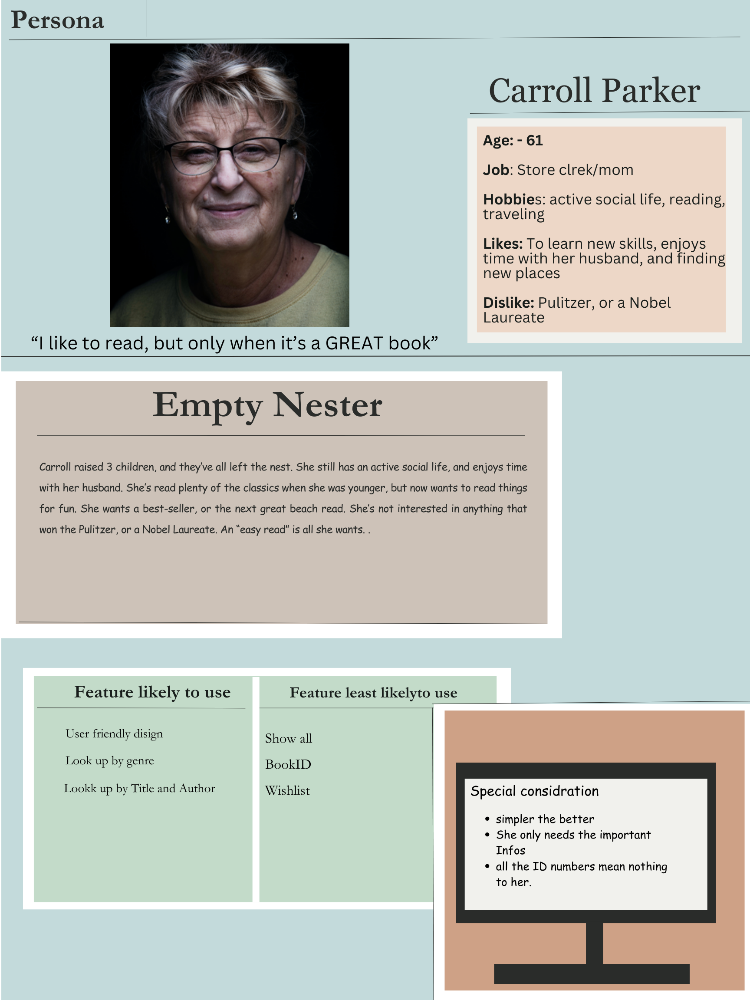 Persona
Carroll Parker
Age: - 61
Job: Store clrek/mom
Hobbies: active social life, reading,
traveling
Likes: To learn new skills, enjoys
time with her husband, and finding
new places
Dislike: Pulitzer, or a Nobel
Laureate
“I like to read, but only when it’s a GREAT book”
Empty Nester
Carroll raised 3 children, and they’ve all left the nest. She still has an active social life, and enjoys time
with her husband. She’s read plenty of the classics when she was younger, but now wants to read things
for fun. She wants a best-seller, or the next great beach read. She’s not interested in anything that
won the Pulitzer, or a Nobel Laureate. An “easy read” is all she wants. .
Feature likely to use
User friendly disign
Look up by genre
Lookk up by Title and Author
Feature least likelyto use
Show all
BookID
Wishlist
Special considration
• simpler the better
• She only needs the important
Infos
• all the ID numbers mean nothing
to her.